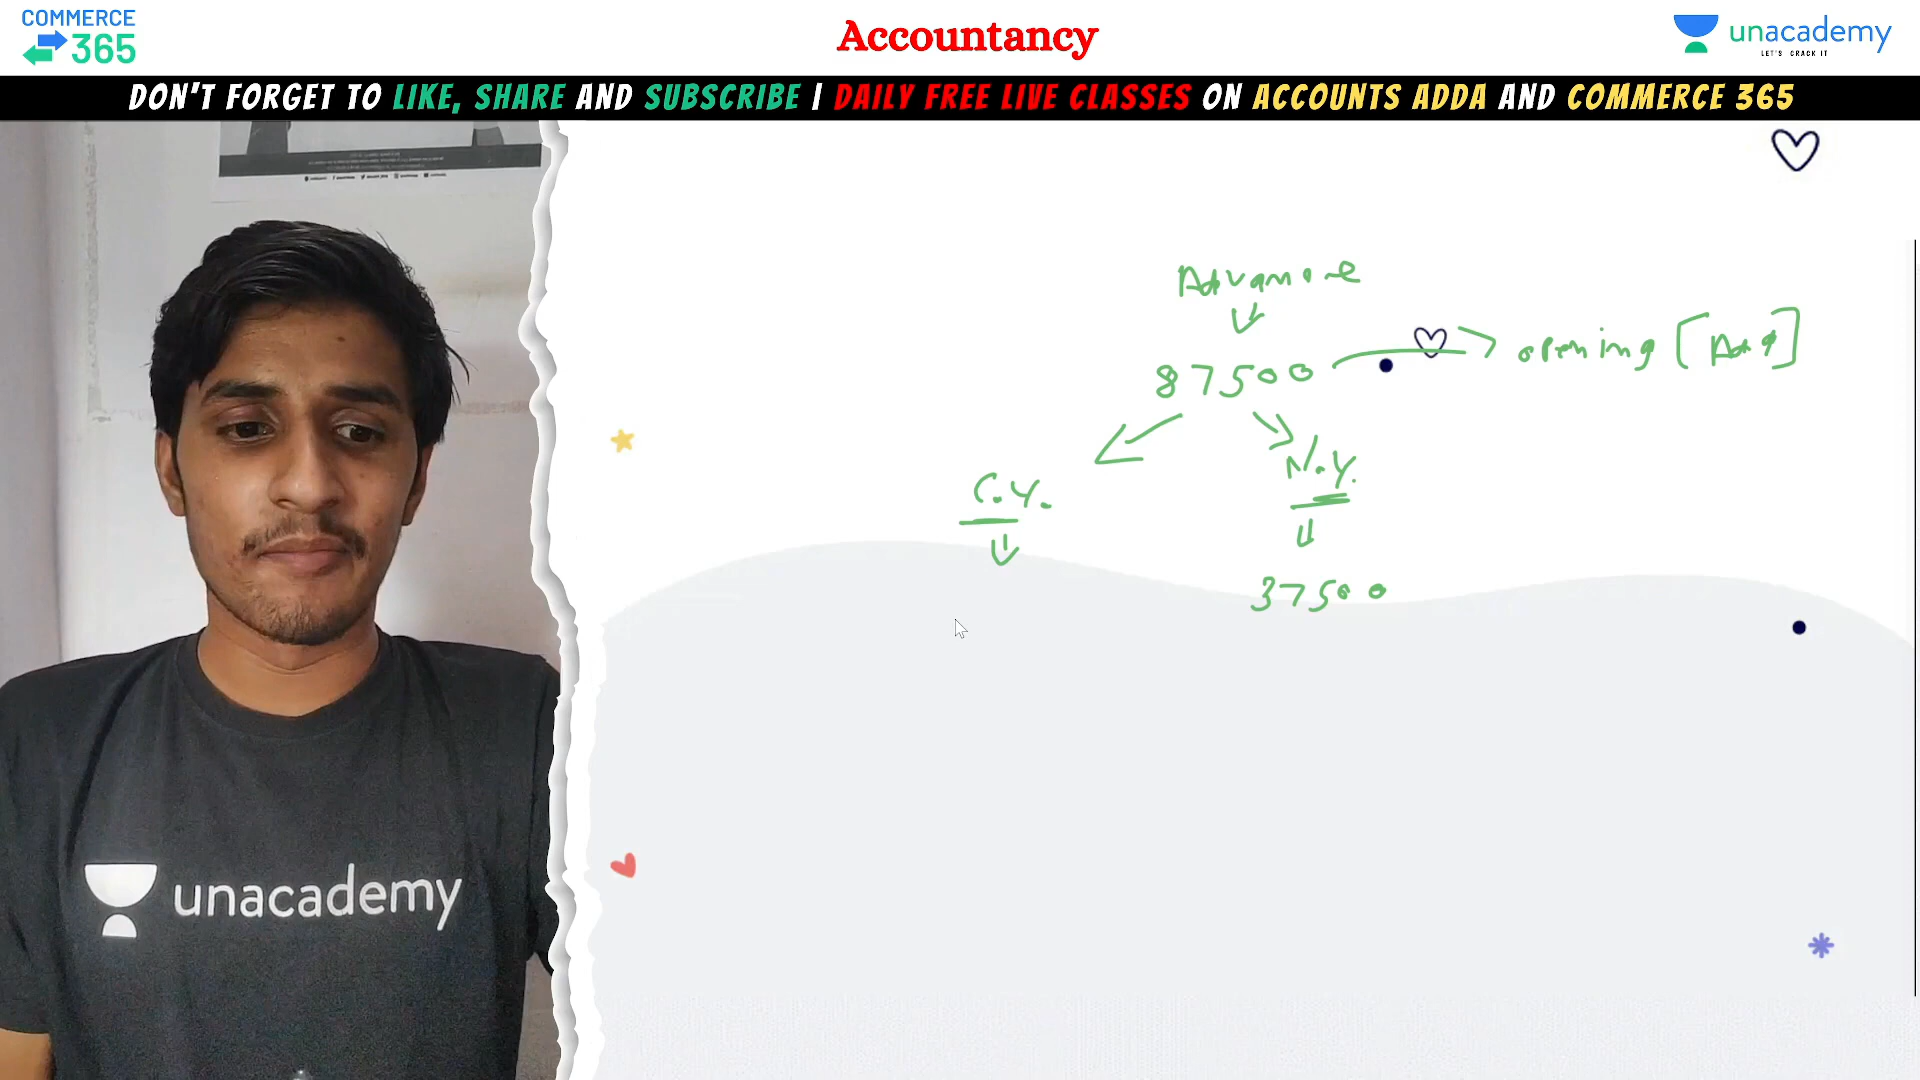 COMMERCE
365
Accountancy
unacademy
LET'S CRACK IT
DON'T FORGET TO LIKE, SHARE AND SUBSCRIBE | DAILY FREE LIVE CLASSES ON ACCOUNTS ADDA AND COMMERCE 365
Advance
87500
opening
C.Y.
N.Y.
37500
unacademy